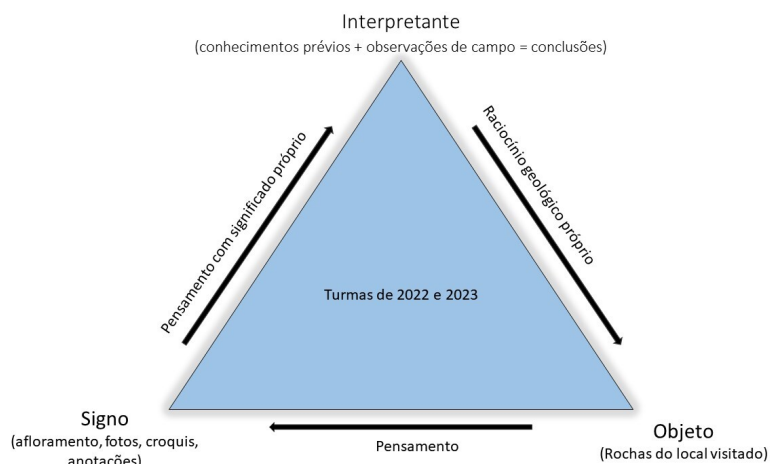 Interpretante
(conhecimentos prévios + observações de campo = conclusões)
Pensamento com significado próprio
Raciocínio geológico próprio
Turmas de 2022 e 2023
Signo
(afloramento, fotos, croquis,
anotações)
Pensamento
Objeto
(Rochas do local visitado)